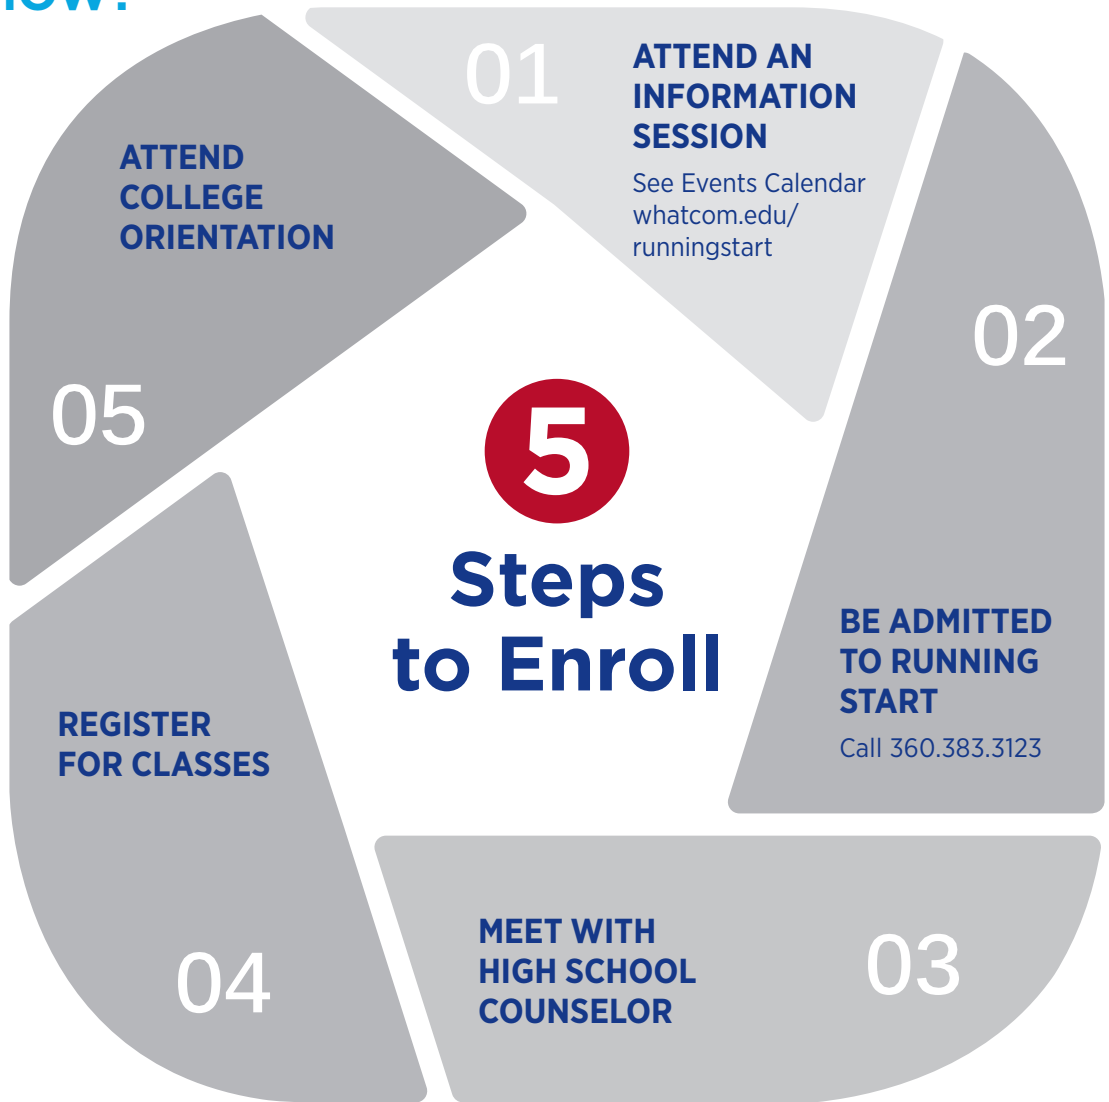 01
ATTEND AN
INFORMATION
SESSION
See Events Calendar
whatcom.edu/
runningstart
02
BE ADMITTED
TO RUNNING
START
Call 360.383.3123
03
MEET WITH
HIGH SCHOOL
COUNSELOR
04
REGISTER
FOR CLASSES
05
ATTEND
COLLEGE
ORIENTATION
5
Steps
to Enroll